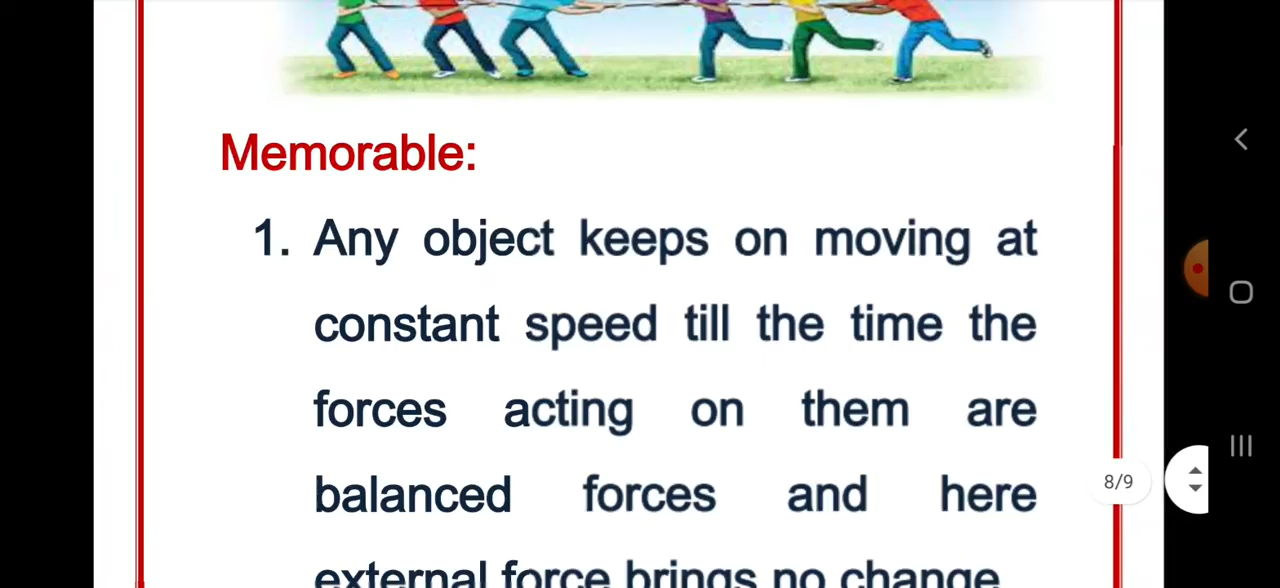 Memorable:
1. Any object keeps on moving at
constant speed till the time the
forces acting on them are
balanced forces and here
8/9
external force brings no change